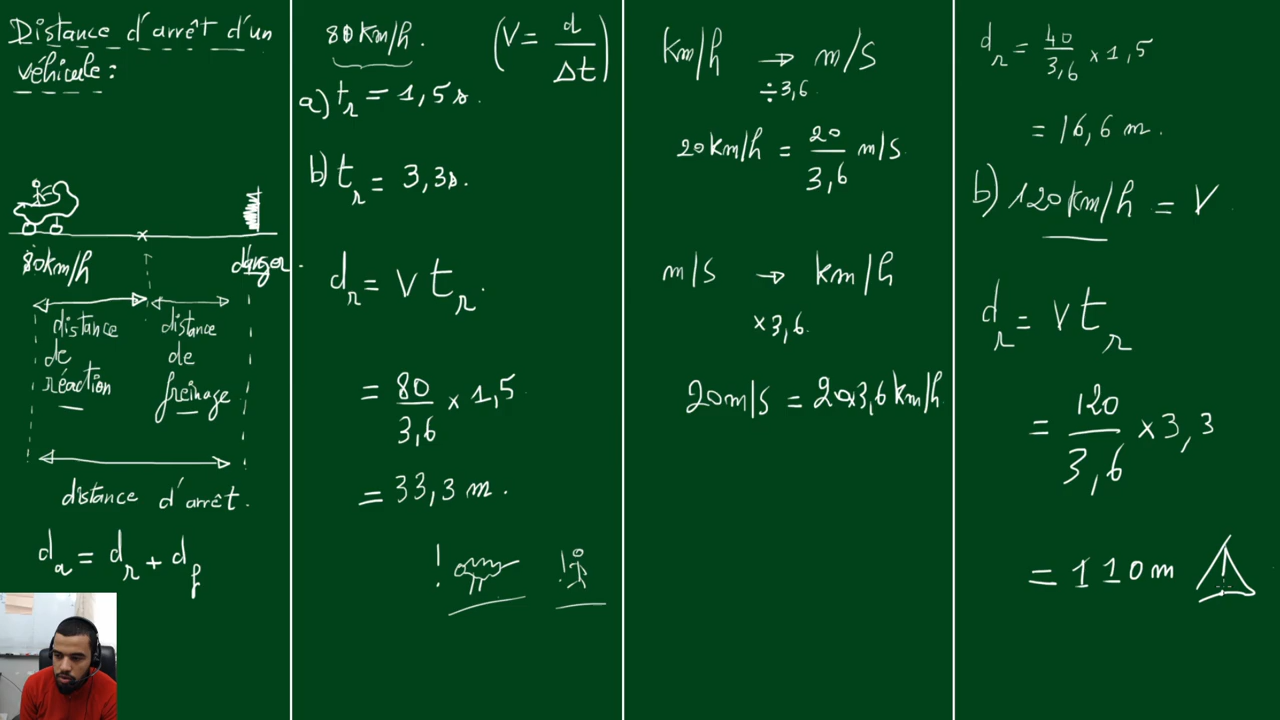 Distance d'arrêt d'un
véhicule :
80km/h
danger.
distance
de
réaction
distance
de
freinage
distance d'arrêt.
da = dr + df
80km/h. (V = d/Δt)
a) tr = 1,5s.
b) tr = 3,3s.
dr = v tr.
= 80/3,6 × 1,5
= 33,3 m.
! !
km/h → m/s
÷3,6.
20km/h = 20/3,6 m/s.
m/s → km/h
×3,6.
20m/s = 20×3,6 km/h.
dr = 40/3,6 × 1,5
= 16,6 m.
b) 120km/h = V.
dr = v tr
= 120/3,6 × 3,3
= 110m